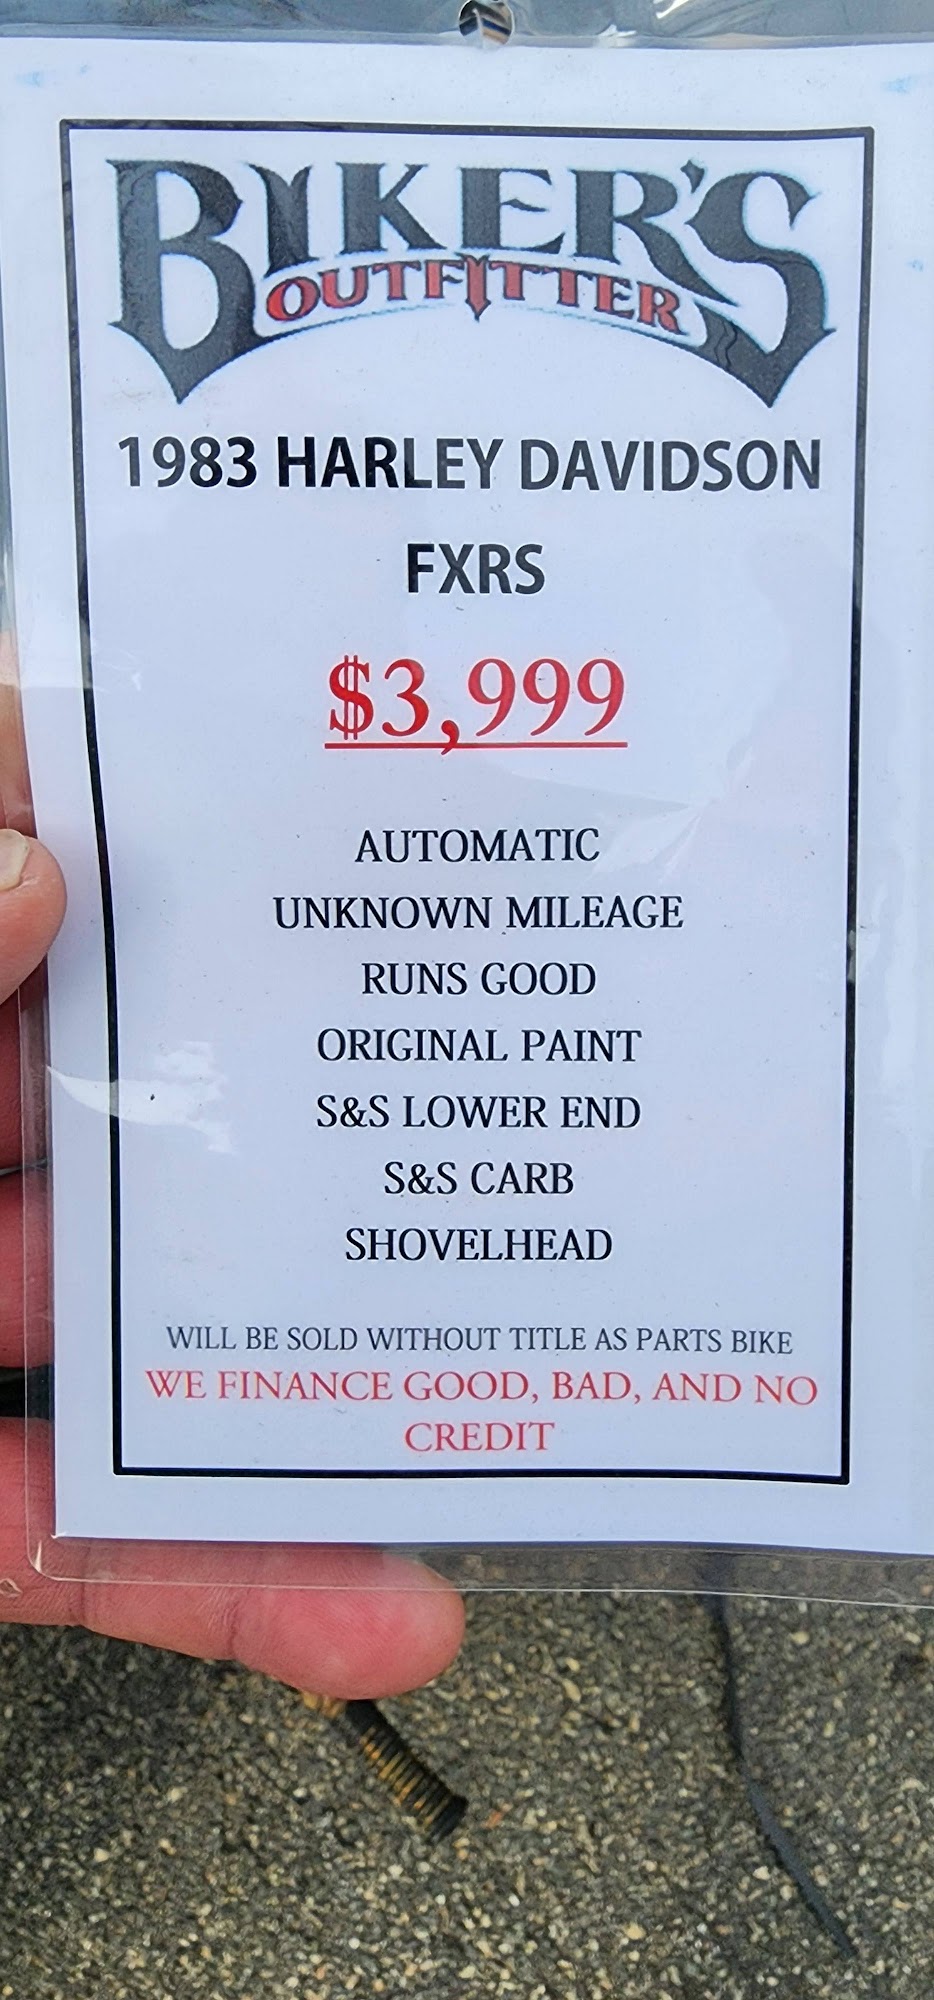 BIKER'S
OUTFITTER
1983 HARLEY DAVIDSON
FXRS
$3,999
AUTOMATIC
UNKNOWN MILEAGE
RUNS GOOD
ORIGINAL PAINT
S&S LOWER END
S&S CARB
SHOVELHEAD
WILL BE SOLD WITHOUT TITLE AS PARTS BIKE
WE FINANCE GOOD, BAD, AND NO
CREDIT